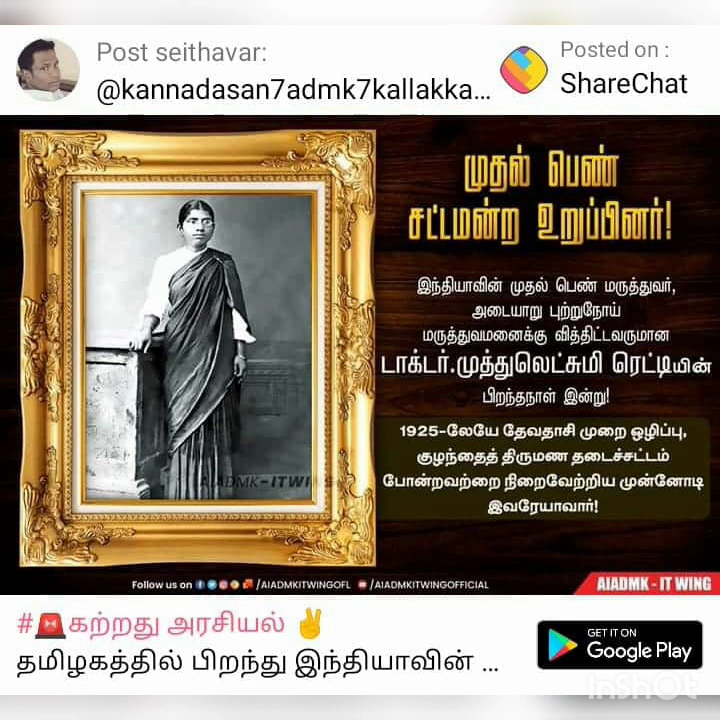 Post seithavar:
@kannadasan7admk7kallakka...
Posted on :
ShareChat
முதல் பெண்
சட்டமன்ற உறுப்பினர்!
இந்தியாவின் முதல் பெண் மருத்துவர்,
அடையாறு புற்றுநோய்
மருத்துவமனைக்கு வித்திட்டவருமான
டாக்டர்.முத்துலெட்சுமி ரெட்டியின்
பிறந்தநாள் இன்று!
1925-லேயே தேவதாசி முறை ஒழிப்பு,
குழந்தைத் திருமண தடைச்சட்டம்
போன்றவற்றை நிறைவேற்றிய முன்னோடி
இவரேயாவார்!
AIADMK-ITWING
Follow us on /AIADMKITWINGOFL /AIADMKITWINGOFFICIAL
AIADMK - IT WING
#🚨கற்றது அரசியல் ✌️
தமிழகத்தில் பிறந்து இந்தியாவின் ...
GET IT ON
Google Play
InShOt